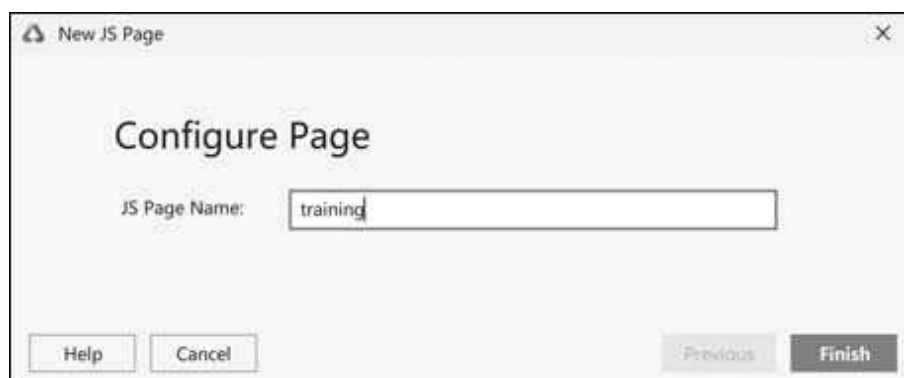 New JS Page
Configure Page
JS Page Name: training
Help Cancel Previous Finish